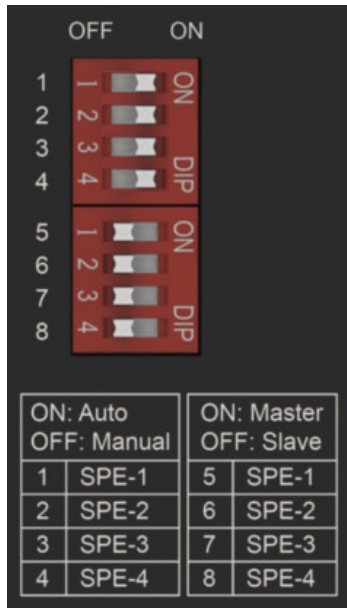 OFF ON
1 1 ON
2 2
3 3
4 4 DIP
5 1 ON
6 2
7 3
8 4 DIP
ON: Auto
OFF: Manual
1 SPE-1
2 SPE-2
3 SPE-3
4 SPE-4
ON: Master
OFF: Slave
5 SPE-1
6 SPE-2
7 SPE-3
8 SPE-4